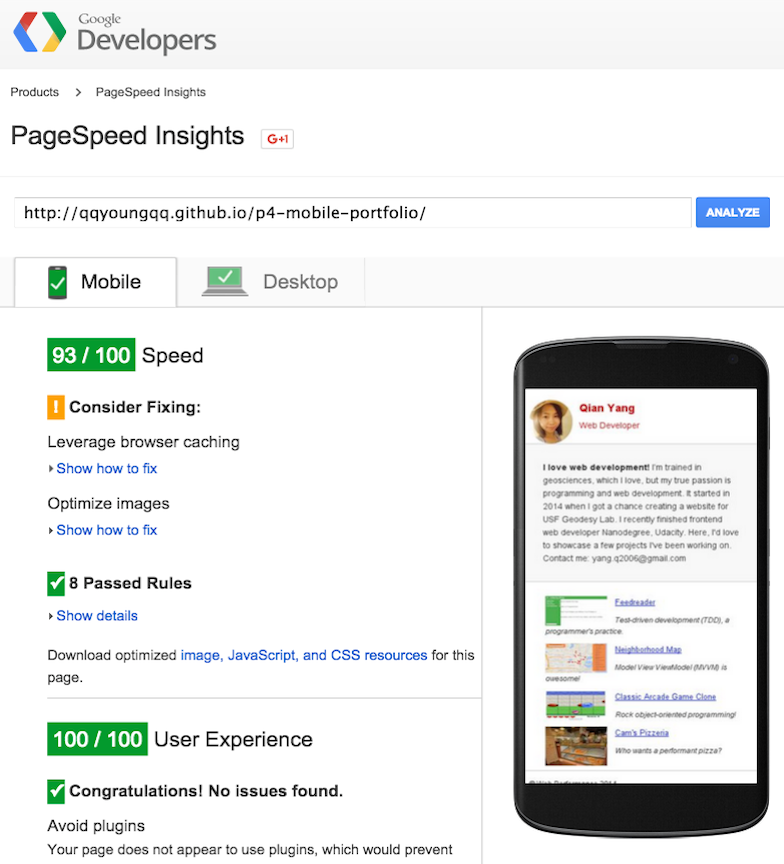 Google
Developers
Products > PageSpeed Insights
PageSpeed Insights
G+1
http://qqyoungqq.github.io/p4-mobile-portfolio/
ANALYZE
Mobile
Desktop
93 / 100 Speed
! Consider Fixing:
Leverage browser caching
Show how to fix
Optimize images
Show how to fix
8 Passed Rules
Show details
Download optimized image, JavaScript, and CSS resources for this
page.
100 / 100 User Experience
Congratulations! No issues found.
Avoid plugins
Your page does not appear to use plugins, which would prevent
Qian Yang
Web Developer
I love web development! I'm trained in
geosciences, which I love, but my true passion is
programming and web development. It started in
2014 when I got a chance creating a website for
USF Geodesy Lab. I recently finished frontend
web developer Nanodegree, Udacity. Here, I'd love
to showcase a few projects I've been working on.
Contact me: yang.q2006@gmail.com
Feedreader
Test-driven development (TDD), a
programmer's practice.
Neighborhood Map
Model View ViewModel (MVVM) is
awesome!
Classic Arcade Game Clone
Rock object-oriented programming!
Cam's Pizzeria
Who wants a performant pizza?
©Web Performance 2014